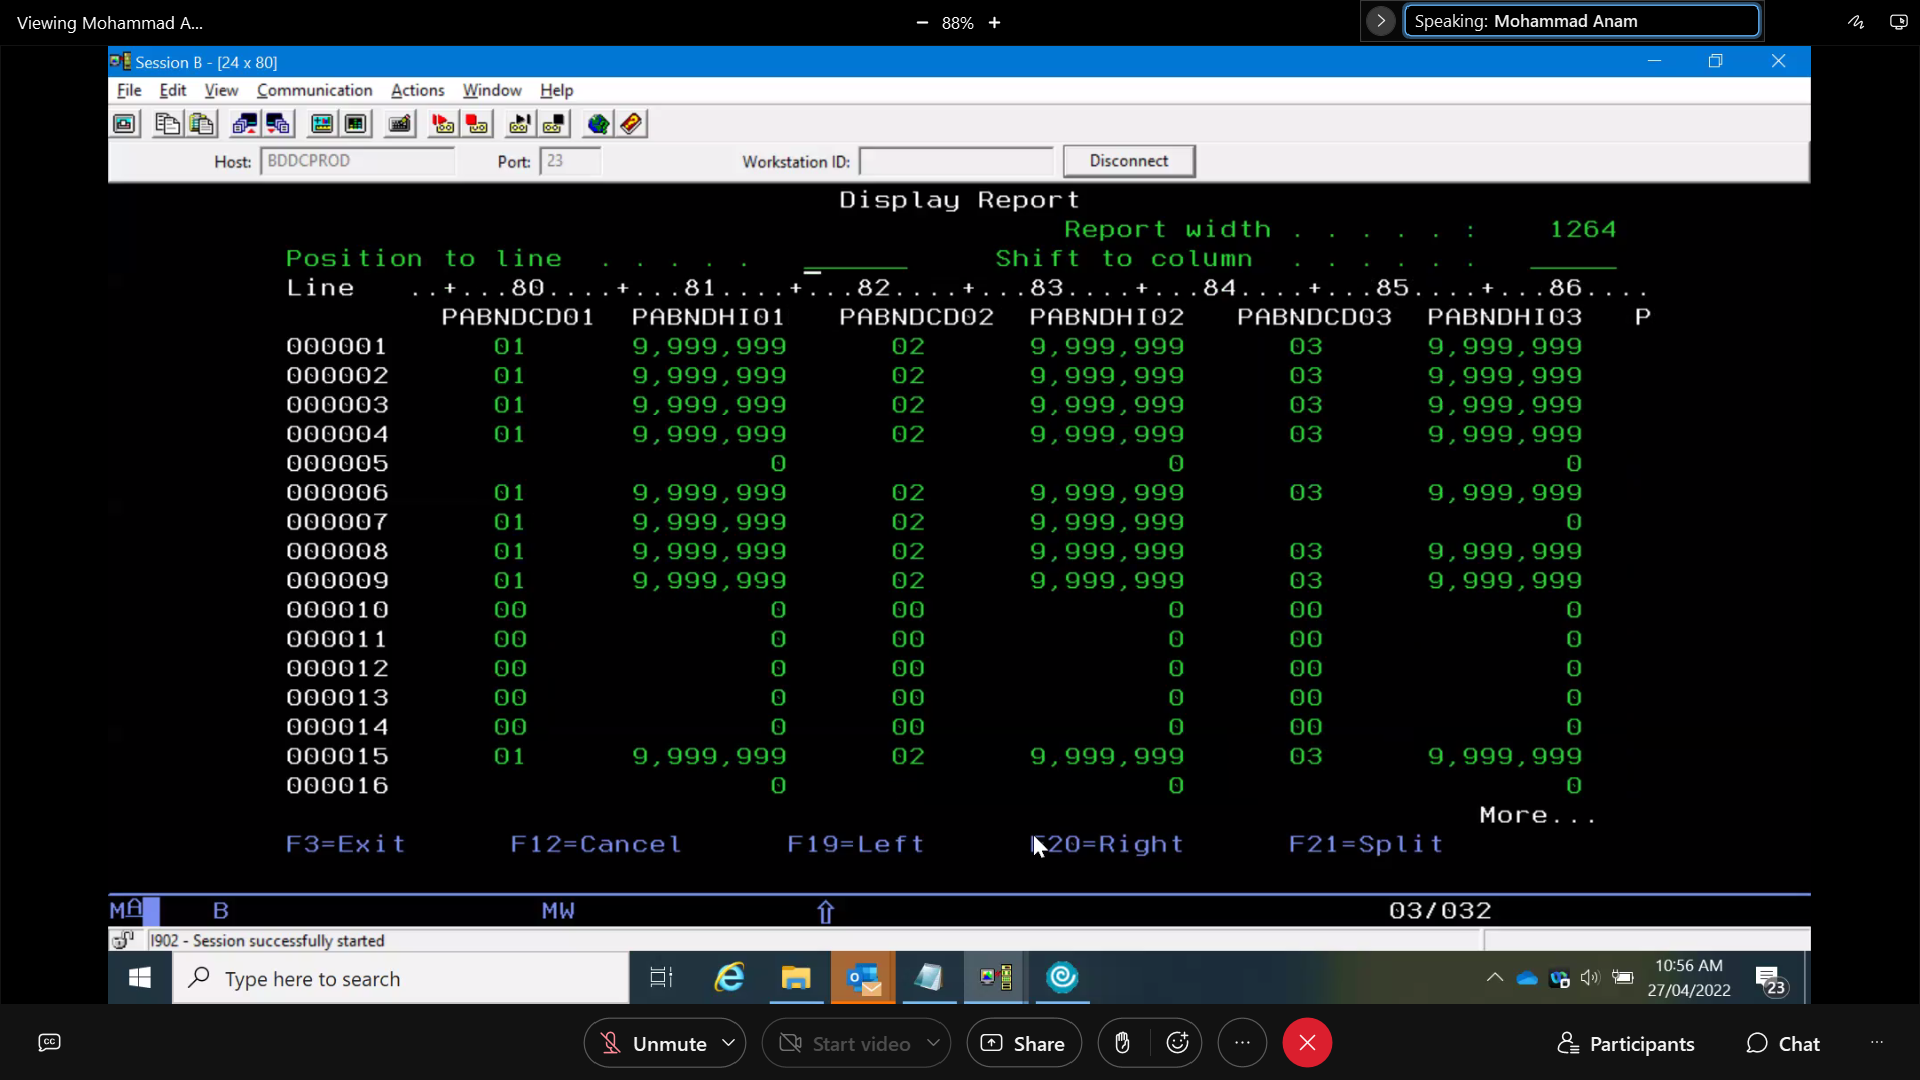 Viewing Mohammad A...
88%
Speaking: Mohammad Anam
Session B - [24 x 80]
File Edit View Communication Actions Window Help
Host: BDDCPROD Port: 23 Workstation ID: Disconnect
Display Report
Report width . . . . . : 1264
Position to line . . . . . Shift to column . . . . . .
Line ..+...80....+...81....+...82....+...83....+...84....+...85....+...86....
PABNDCD01 PABNDHI01 PABNDCD02 PABNDHI02 PABNDCD03 PABNDHI03 P
000001 01 9,999,999 02 9,999,999 03 9,999,999
000002 01 9,999,999 02 9,999,999 03 9,999,999
000003 01 9,999,999 02 9,999,999 03 9,999,999
000004 01 9,999,999 02 9,999,999 03 9,999,999
000005 0 0 0
000006 01 9,999,999 02 9,999,999 03 9,999,999
000007 01 9,999,999 02 9,999,999 0
000008 01 9,999,999 02 9,999,999 03 9,999,999
000009 01 9,999,999 02 9,999,999 03 9,999,999
000010 00 0 00 0 00 0
000011 00 0 00 0 00 0
000012 00 0 00 0 00 0
000013 00 0 00 0 00 0
000014 00 0 00 0 00 0
000015 01 9,999,999 02 9,999,999 03 9,999,999
000016 0 0 0
More...
F3=Exit F12=Cancel F19=Left F20=Right F21=Split
MA B MW 03/032
I902 - Session successfully started
Type here to search
10:56 AM
27/04/2022
23
Unmute Start video Share Participants Chat